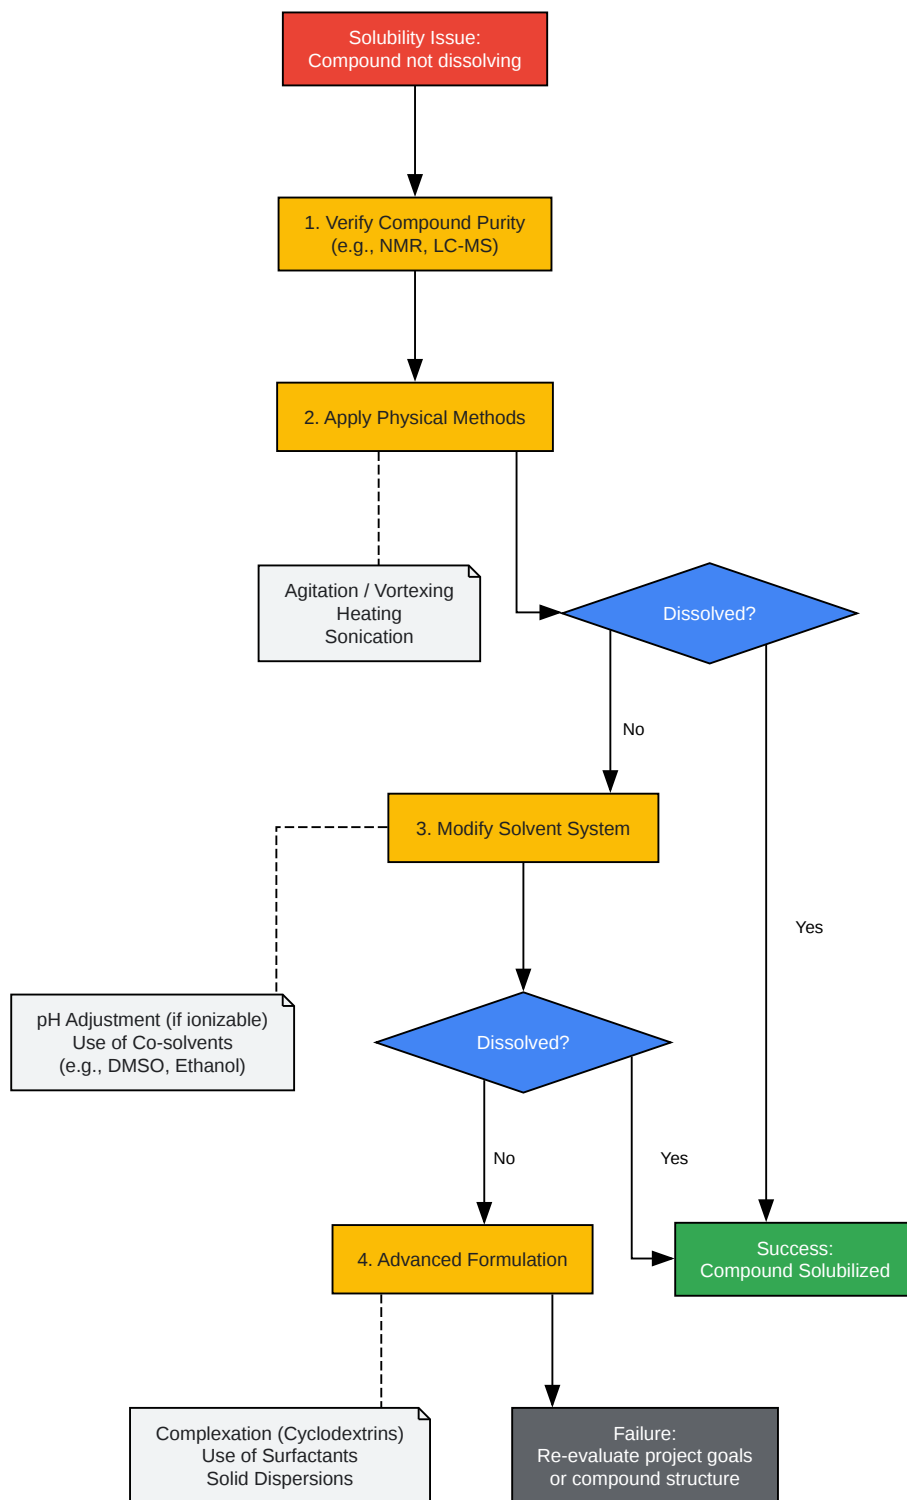 Solubility Issue:
Compound not dissolving
1. Verify Compound Purity
(e.g., NMR, LC-MS)
2. Apply Physical Methods
Agitation / Vortexing
Heating
Sonication
Dissolved?
No
3. Modify Solvent System
Yes
pH Adjustment (if ionizable)
Use of Co-solvents
(e.g., DMSO, Ethanol)
Dissolved?
No
Yes
4. Advanced Formulation
Success:
Compound Solubilized
Complexation (Cyclodextrins)
Use of Surfactants
Solid Dispersions
Failure:
Re-evaluate project goals
or compound structure